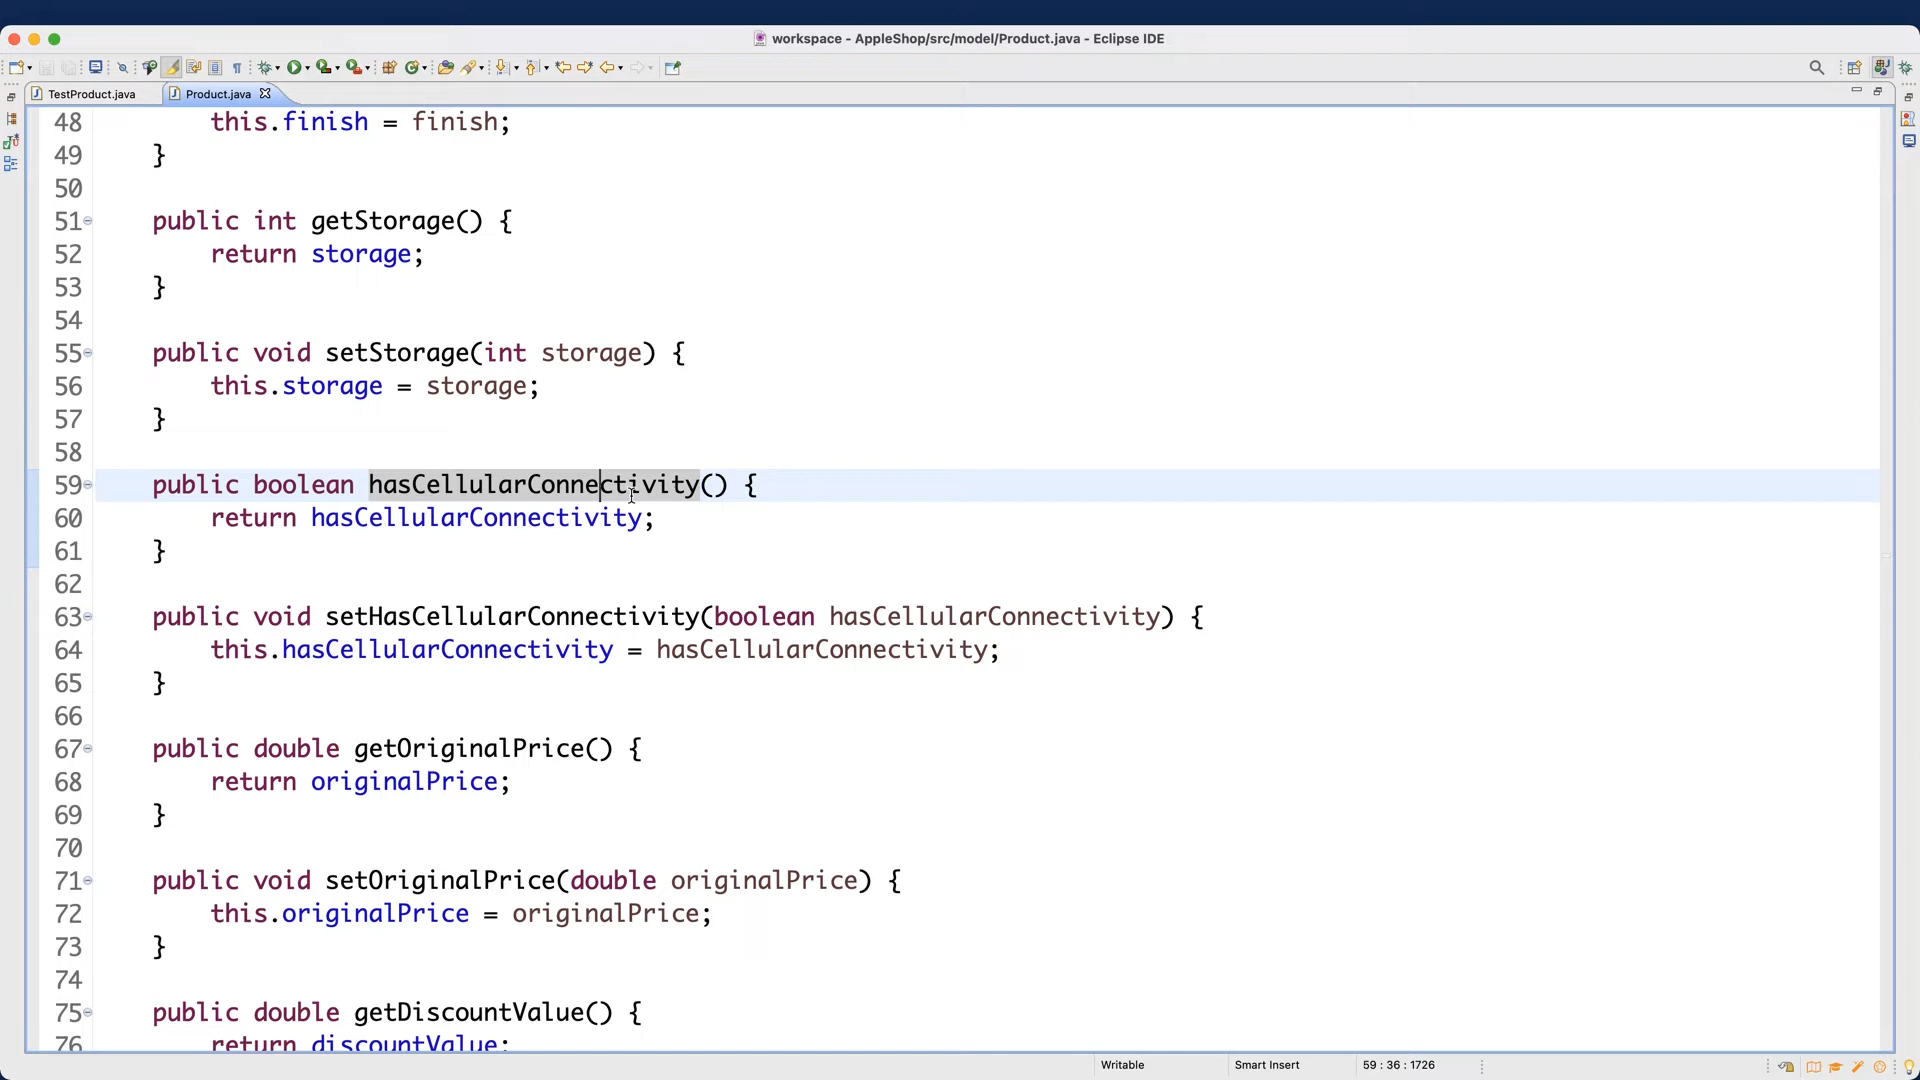 workspace - AppleShop/src/model/Product.java - Eclipse IDE
TestProduct.java
Product.java
48 this.finish = finish;
49 }
50
51 public int getStorage() {
52 return storage;
53 }
54
55 public void setStorage(int storage) {
56 this.storage = storage;
57 }
58
59 public boolean hasCellularConnectivity() {
60 return hasCellularConnectivity;
61 }
62
63 public void setHasCellularConnectivity(boolean hasCellularConnectivity) {
64 this.hasCellularConnectivity = hasCellularConnectivity;
65 }
66
67 public double getOriginalPrice() {
68 return originalPrice;
69 }
70
71 public void setOriginalPrice(double originalPrice) {
72 this.originalPrice = originalPrice;
73 }
74
75 public double getDiscountValue() {
76 return discountValue;
Writable
Smart Insert
59 : 36 : 1726